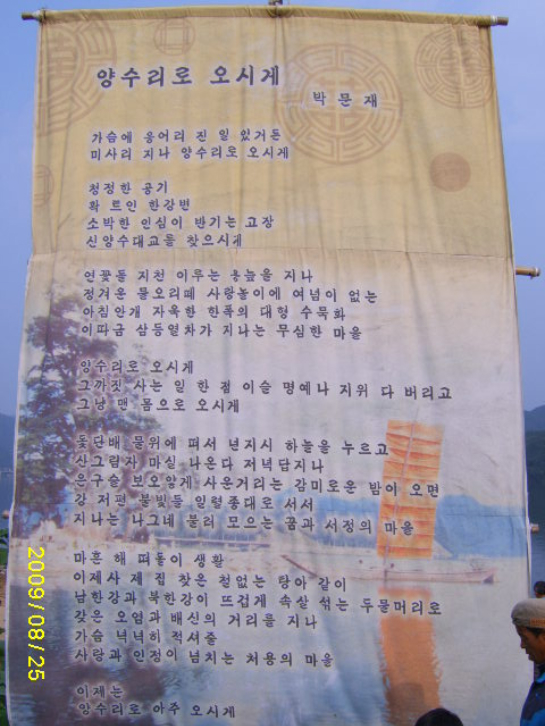 양수리로 오시게
박 문 재
가슴에 응어리 진 일 있거든
미사리 지나 양수리로 오시게
청정한 공기
확 트인 한강변
소박한 인심이 반기는 고장
신양수대교를 찾으시게
연꽃들 지천 이루는 용늪을 지나
정겨운 물오리떼 사랑놀이에 여념이 없는
아침안개 자욱한 한폭의 대형 수묵화
이따금 삼등열차가 지나는 무심한 마을
양수리로 오시게
그까짓 사는 일 한 점 이슬 명예나 지위 다 버리고
그냥 맨 몸으로 오시게
돛단배 물위에 떠서 넌지시 하늘을 누르고
산그림자 마실 나온다 저녁답지나
은구슬 보오얗게 사운거리는 감미로운 밤이 오면
강 저편 불빛들 일렬종대로 서서
지나는 나그네 불러 모으는 꿈과 서정의 마을
마흔 해 떠돌이 생활
이제사 제 집 찾은 철없는 탕아 같이
남한강과 북한강이 뜨겁게 속살 섞는 두물머리로
갖은 오염과 배신의 거리를 지나
가슴 넉넉히 적셔줄
사랑과 인정이 넘치는 처용의 마을
이제는
양수리로 아주 오시게
2009/08/25